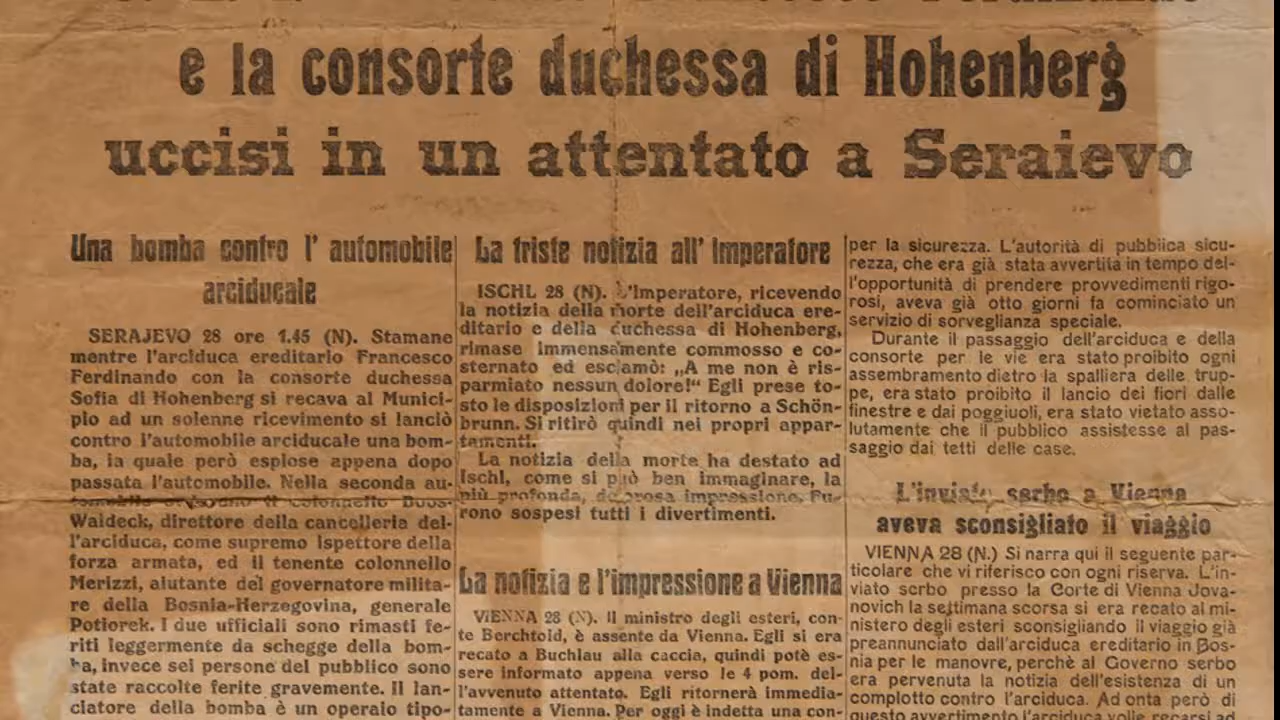 e la consorte duchessa di Hohenberg
uccisi in un attentato a Seraievo
Una bomba contro l' automobile
arciducale
SERAJEVO 28 ore 1.45 (N). Stamane
mentre l'arciduca ereditario Francesco
Ferdinando con la consorte duchessa
Sofia di Hohenberg si recava al Munici-
pio ad un solenne ricevimento si lanciò
contro l'automobile arciducale una bom-
ba, la quale però esplose appena dopo
passata l'automobile. Nella seconda au-
il colonnello Boos-
Waldeck, direttore della cancelleria del-
l'arciduca, come supremo ispettore della
forza armata, ed il tenente colonnello
Merizzi, aiutante del governatore milita-
re della Bosnia-Herzegovina, generale
Potiorek. I due ufficiali sono rimasti fe-
riti leggermente da schegge della bom-
ba, invece sei persone del pubblico sono
state raccolte ferite gravemente. Il lan-
ciatore della bomba è un operaio tipo-
La triste notizia all' Imperatore
ISCHL 28 (N). L'Imperatore, ricevendo
la notizia della morte dell'arciduca ere-
ditario e della duchessa di Hohenberg,
rimase immensamente commosso e co-
sternato ed esclamò: „A me non è ris-
parmiato nessun dolore!“ Egli prese to-
sto le disposizioni per il ritorno a Schön-
brunn. Si ritirò quindi nei propri appar-
tamenti.
La notizia della morte ha destato ad
Ischl, come si può ben immaginare, la
più profonda, dolorosa impressione. Fu-
rono sospesi tutti i divertimenti.
La notizia e l'impressione a Vienna
VIENNA 28 (N). Il ministro degli esteri, con-
te Berchtold, è assente da Vienna. Egli si era
recato a Buchlau alla caccia, quindi potè es-
sere informato appena verso le 4 pom. del-
l'avvenuto attentato. Egli ritornerà immedia-
tamente a Vienna. Per oggi è indetta una con-
per la sicurezza. L'autorità di pubblica sicu-
rezza, che era già stata avvertita in tempo del-
l'opportunità di prendere provvedimenti rigo-
rosi, aveva già otto giorni fa cominciato un
servizio di sorveglianza speciale.
Durante il passaggio dell'arciduca e della
consorte per le vie era stato proibito ogni
assembramento dietro la spalliera delle trup-
pe, era stato proibito il lancio dei fiori dalle
finestre e dai poggiuoli, era stato vietato asso-
lutamente che il pubblico assistesse al pas-
saggio dai tetti delle case.
L'inviato serbo a Vienna
aveva sconsigliato il viaggio
VIENNA 28 (N.) Si narra qui il seguente par-
ticolare che vi riferisco con ogni riserva. L'in-
viato serbo presso la Corte di Vienna Jova-
novich la settimana scorsa si era recato al mi-
nistero degli esteri sconsigliando il viaggio già
preannunciato dall'arciduca ereditario in Bos-
nia per le manovre, perchè al Governo serbo
era pervenuta la notizia dell'esistenza di un
complotto contro l'arciduca. Ad onta però di
questo avvertimento l'arciduca volle recarsi ad